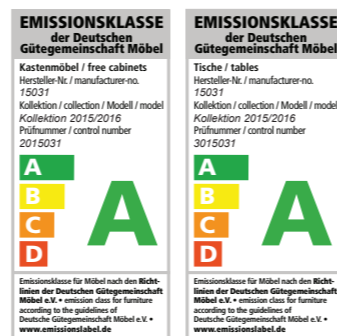 EMISSIONSKLASSE
der Deutschen
Gütegemeinschaft Möbel
Kastenmöbel / free cabinets
Hersteller-Nr. / manufacturer-no.
15031
Kollektion / collection / Modell / model
Kollektion 2015/2016
Prüfnummer / control number
2015031
A
B
C
D
A
Emissionsklasse für Möbel nach den Richt-
linien der Deutschen Gütegemeinschaft
Möbel e.V. • emission class for furniture
according to the guidelines of
Deutsche Gütegemeinschaft Möbel e.V. •
www.emissionslabel.de
EMISSIONSKLASSE
der Deutschen
Gütegemeinschaft Möbel
Tische / tables
Hersteller-Nr. / manufacturer-no.
15031
Kollektion / collection / Modell / model
Kollektion 2015/2016
Prüfnummer / control number
3015031
A
B
C
D
A
Emissionsklasse für Möbel nach den Richt-
linien der Deutschen Gütegemeinschaft
Möbel e.V. • emission class for furniture
according to the guidelines of
Deutsche Gütegemeinschaft Möbel e.V. •
www.emissionslabel.de